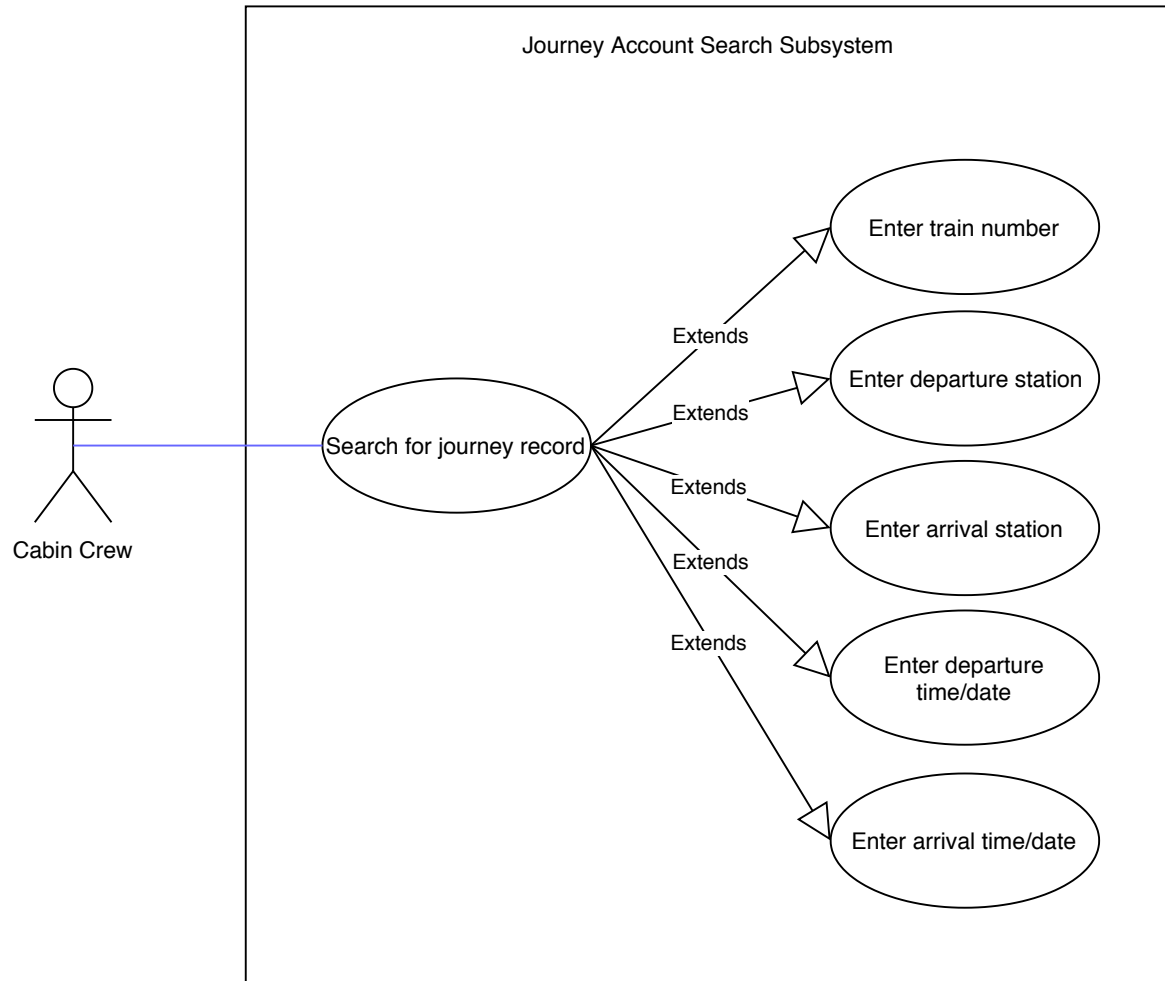 Journey Account Search Subsystem
Enter train number
Extends
Enter departure station
Extends
Search for journey record
Extends
Enter arrival station
Cabin Crew
Extends
Extends
Enter departure
time/date
Enter arrival time/date